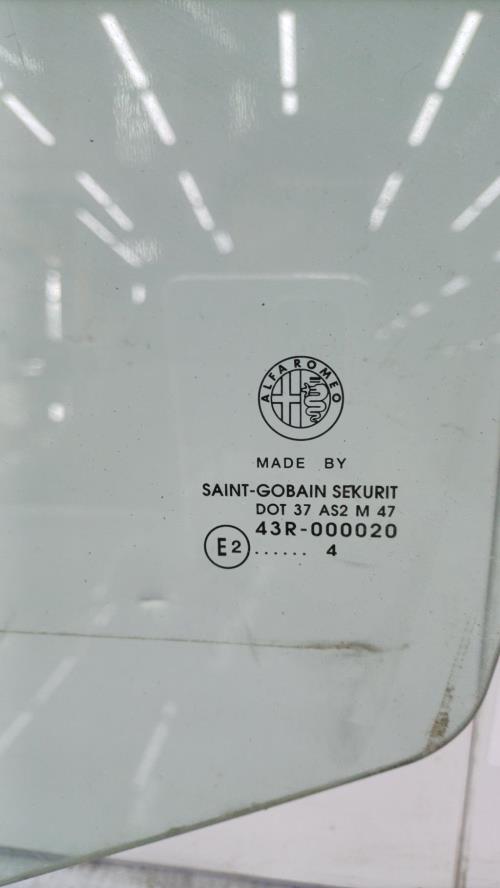 ALFA ROMEO
MADE BY
SAINT-GOBAIN SEKURIT
DOT 37 AS2 M 47
43R-000020
E2 ...... 4